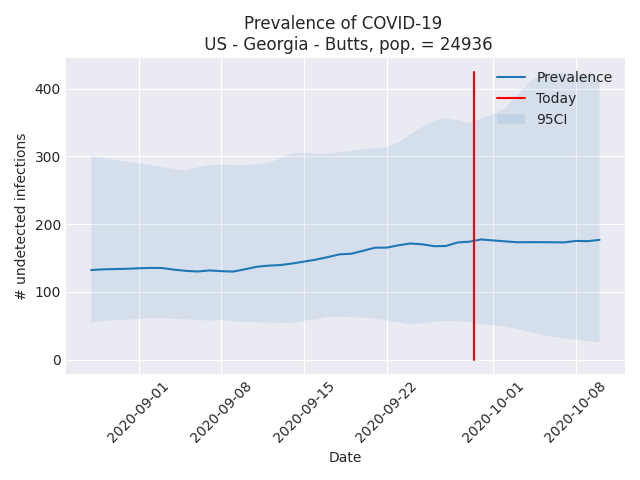 Prevalence of COVID-19
US - Georgia - Butts, pop. = 24936
Prevalence
Today
95CI
# undetected infections
400
300
200
100
0
2020-09-01
2020-09-08
2020-09-15
2020-09-22
2020-10-01
2020-10-08
Date